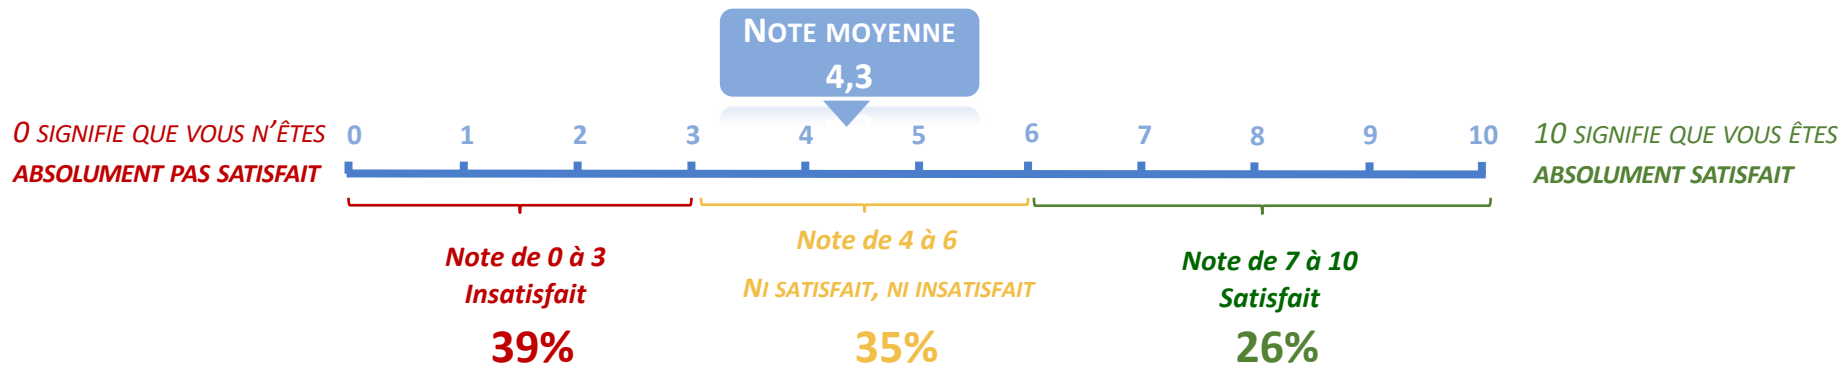 NOTE MOYENNE
4,3
0 SIGNIFIE QUE VOUS N'ÊTES
ABSOLUMENT PAS SATISFAIT
0 1 2 3 4 5 6 7 8 9 10
10 SIGNIFIE QUE VOUS ÊTES
ABSOLUMENT SATISFAIT
Note de 0 à 3
Insatisfait
39%
Note de 4 à 6
NI SATISFAIT, NI INSATISFAIT
35%
Note de 7 à 10
Satisfait
26%